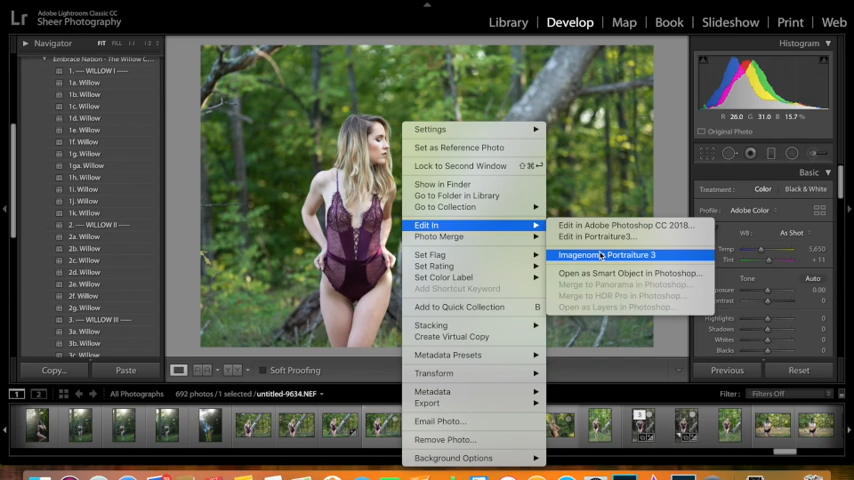 Lr
Adobe Lightroom Classic CC
Sheer Photography
Library | Develop | Map | Book | Slideshow | Print | Web
Navigator FIT FILL 1:1 1:2
Embrace Nation - The Willow C...
1. ---- WILLOW I -----
1a. Willow
1b. Willow
1c. Willow
1d. Willow
1e. Willow
1f. Willow
1g. Willow
1ga. Willow
1h. Willow
1i. Willow
1j. Willow
2. ---- WILLOW II ----
2a. Willow
2b. Willow
2c. Willow
2d. Willow
2e. Willow
2f. Willow
2g. Willow
3. ---- WILLOW III ---
3a. Willow
3b. Willow
3c. Willow
Copy...
Paste
Settings
Set as Reference Photo
Lock to Second Window ⇧⌘↩
Show in Finder
Go to Folder in Library
Go to Collection
Edit In
Photo Merge
Set Flag
Set Rating
Set Color Label
Add Shortcut Keyword
Add to Quick Collection B
Stacking
Create Virtual Copy
Metadata Presets
Transform
Metadata
Export
Email Photo...
Remove Photo...
Background Options
Edit in Adobe Photoshop CC 2018...
Edit in Portraiture3...
Portraiture 3
Open as Smart Object in Photoshop...
Merge to Panorama in Photoshop...
Merge to HDR Pro in Photoshop...
Open as Layers in Photoshop...
Histogram
R 26.0 G 31.0 B 15.7 %
Original Photo
Basic
Treatment : Color Black & White
Profile : Adobe Color
WB : As Shot
Temp 5,650
Tint + 11
Tone Auto
0.00
0
Highlights 0
Shadows 0
Whites 0
Blacks 0
Previous
Reset
Soft Proofing
1 2
All Photographs
692 photos / 1 selected / untitled-9634.NEF
Filter : Filters Off
3